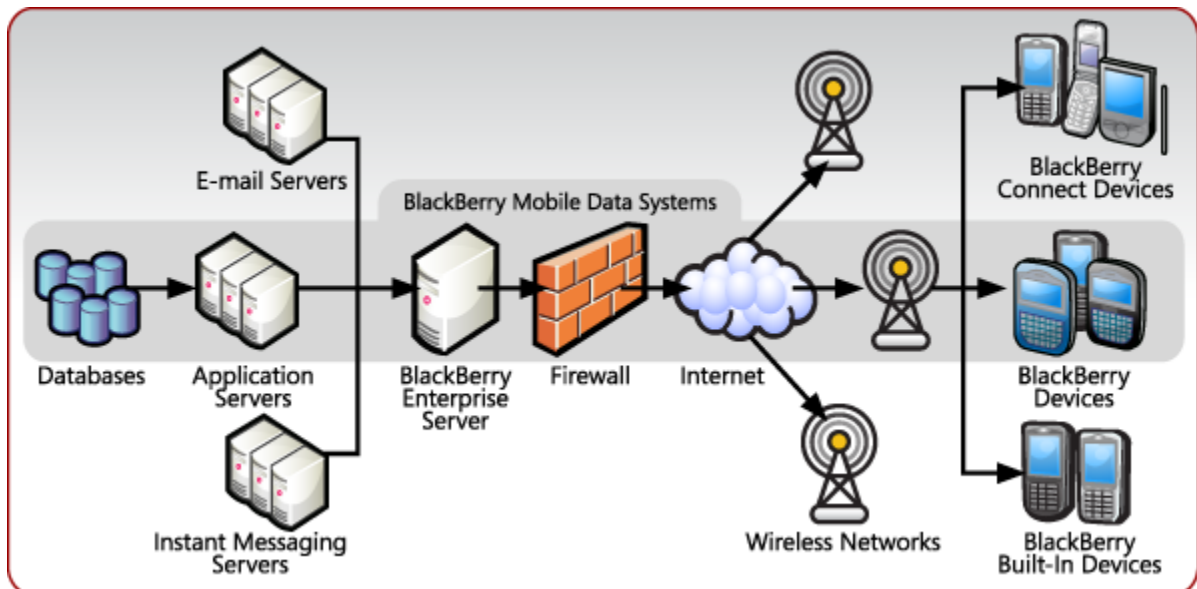 E-mail Servers
BlackBerry Mobile Data Systems
BlackBerry
Connect Devices
Databases
Application
Servers
BlackBerry
Enterprise
Server
Firewall
Internet
BlackBerry
Devices
Instant Messaging
Servers
Wireless Networks
BlackBerry
Built-In Devices